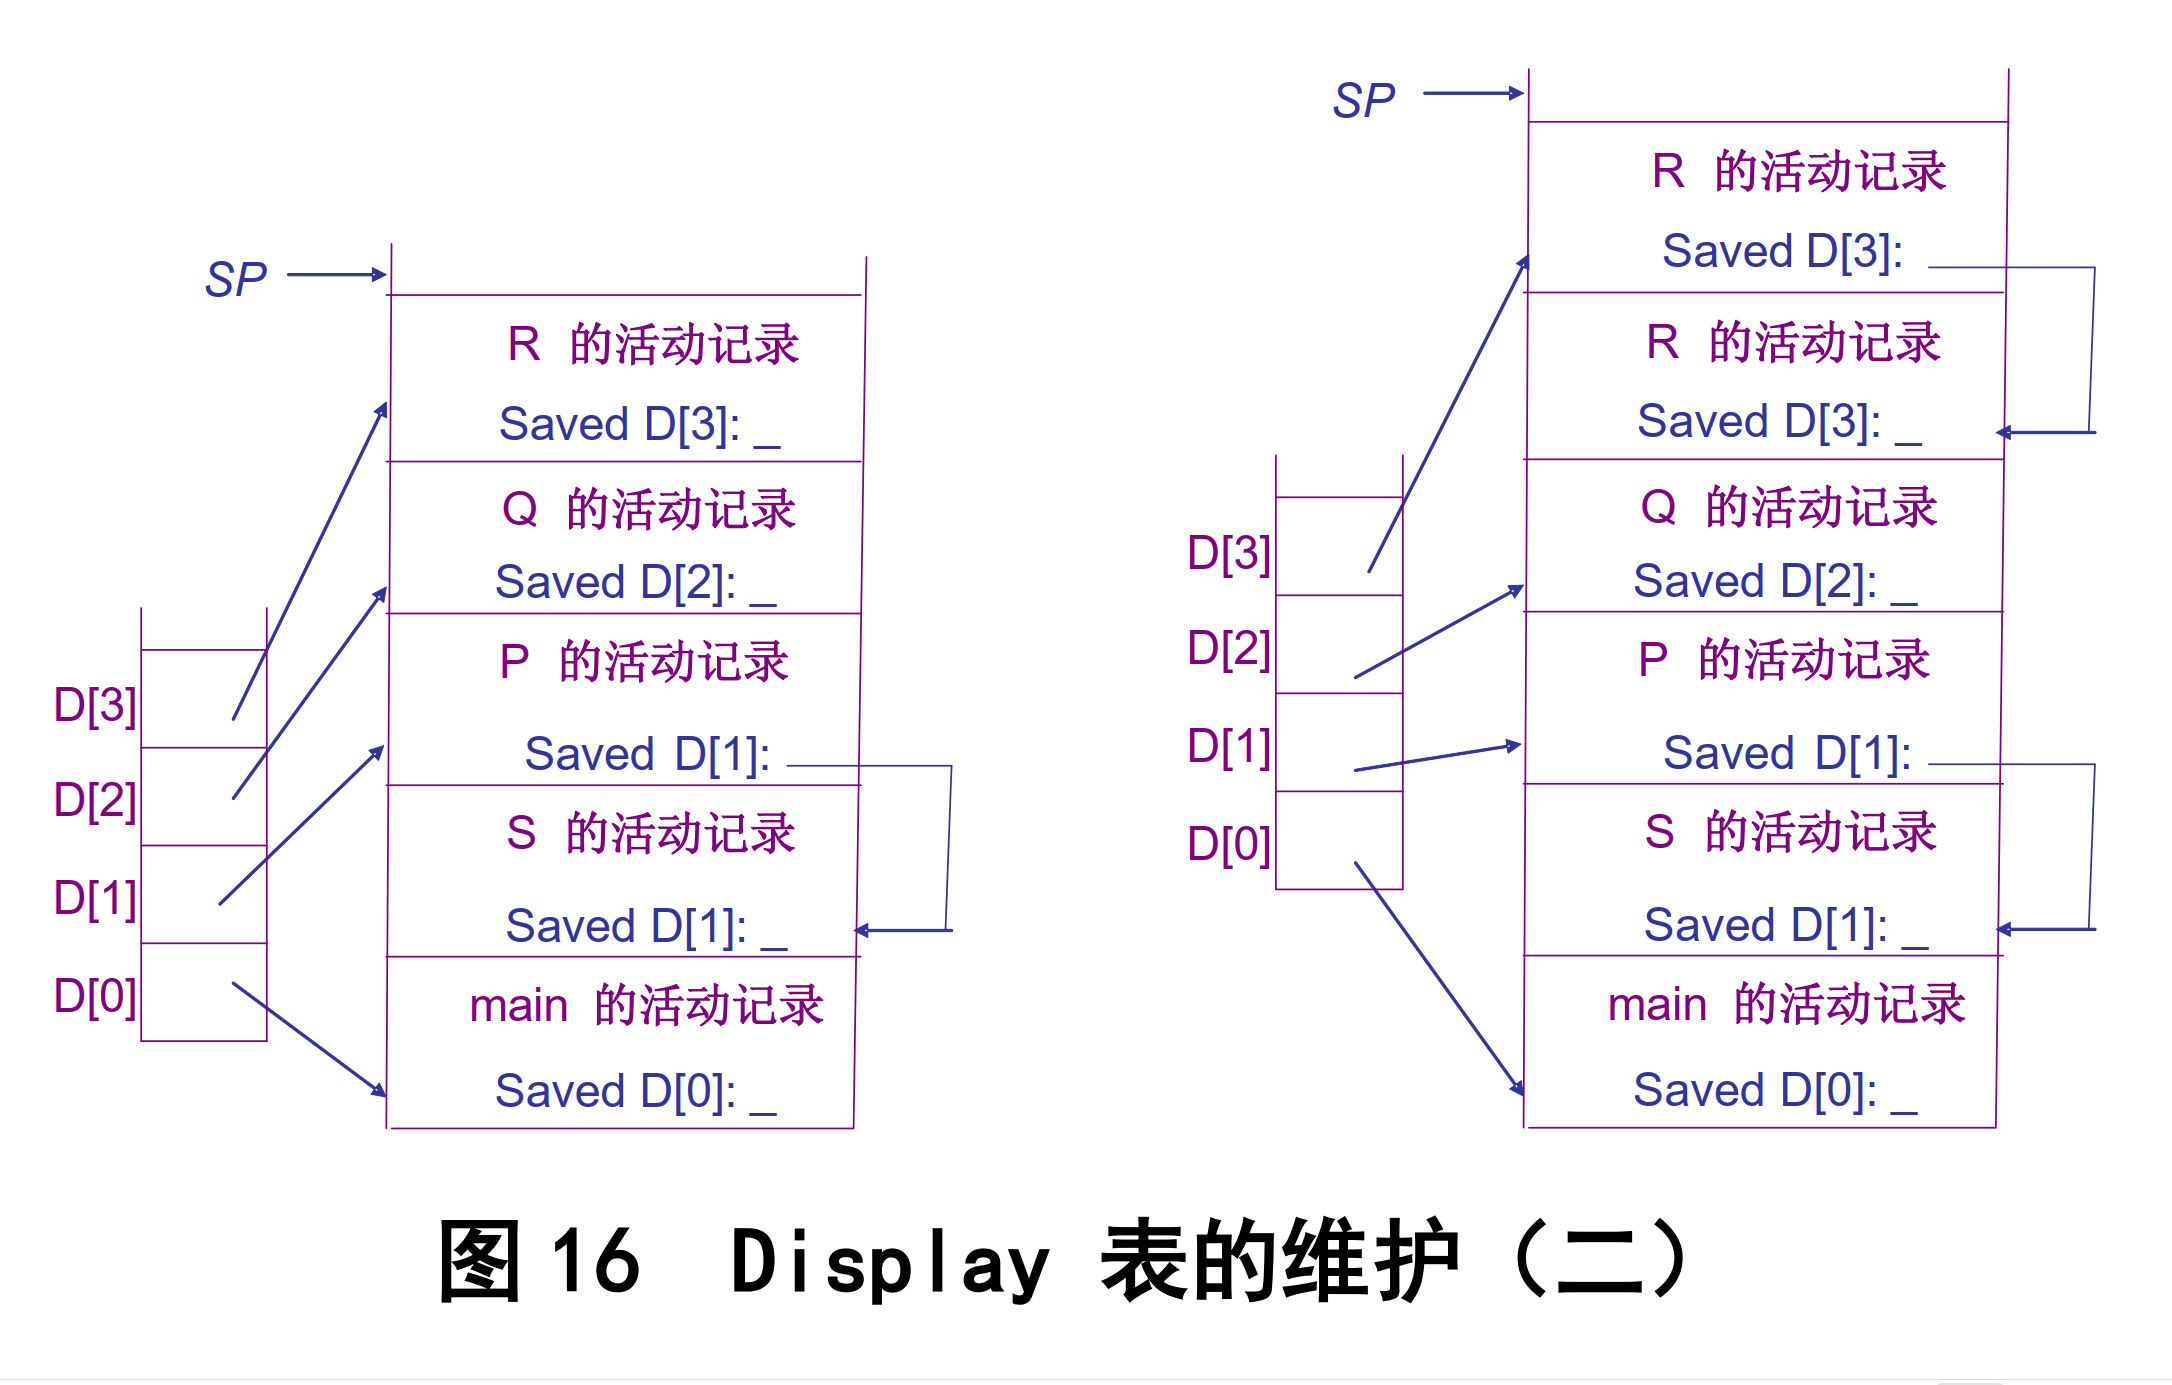 SP
R 的活动记录
Saved D[3]: _
Q 的活动记录
Saved D[2]: _
P 的活动记录
Saved D[1]:
S 的活动记录
Saved D[1]: _
main 的活动记录
Saved D[0]: _
D[3]
D[2]
D[1]
D[0]
SP
R 的活动记录
Saved D[3]:
R 的活动记录
Saved D[3]: _
Q 的活动记录
Saved D[2]: _
P 的活动记录
Saved D[1]:
S 的活动记录
Saved D[1]: _
main 的活动记录
Saved D[0]: _
D[3]
D[2]
D[1]
D[0]
图 16 Display 表的维护（二）